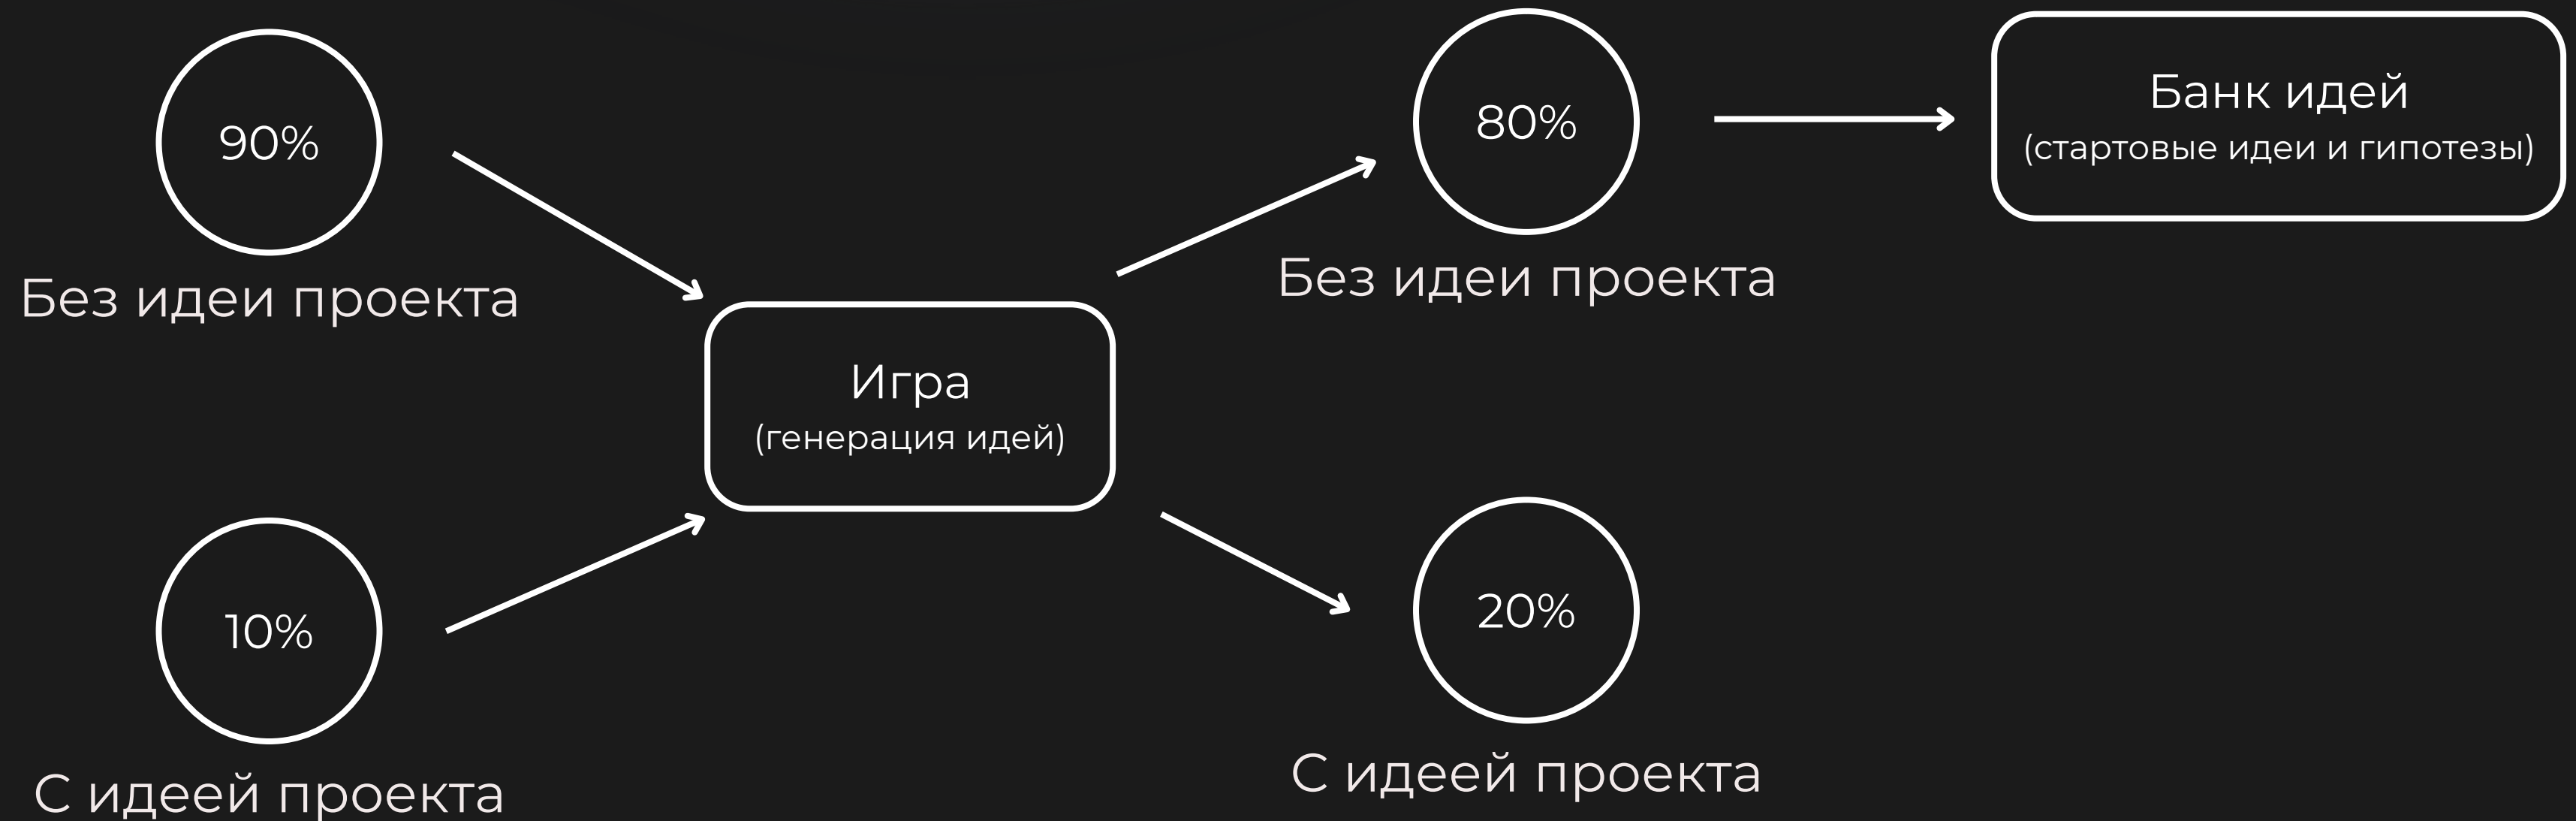 90%
Без идеи проекта
10%
С идеей проекта
Игра
(генерация идей)
80%
Без идеи проекта
20%
С идеей проекта
Банк идей
(стартовые идеи и гипотезы)